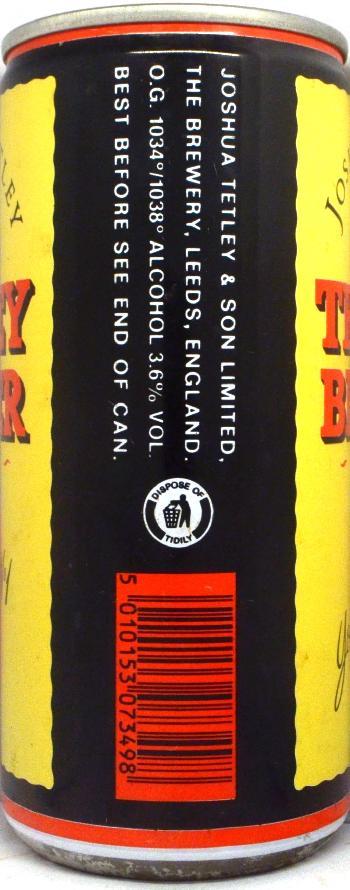 JOSHUA TETLEY & SON LIMITED,
THE BREWERY, LEEDS, ENGLAND.
O.G. 1034°/1038° ALCOHOL 3.6% VOL.
BEST BEFORE SEE END OF CAN.
DISPOSE OF
TIDILY
5 010153 073498